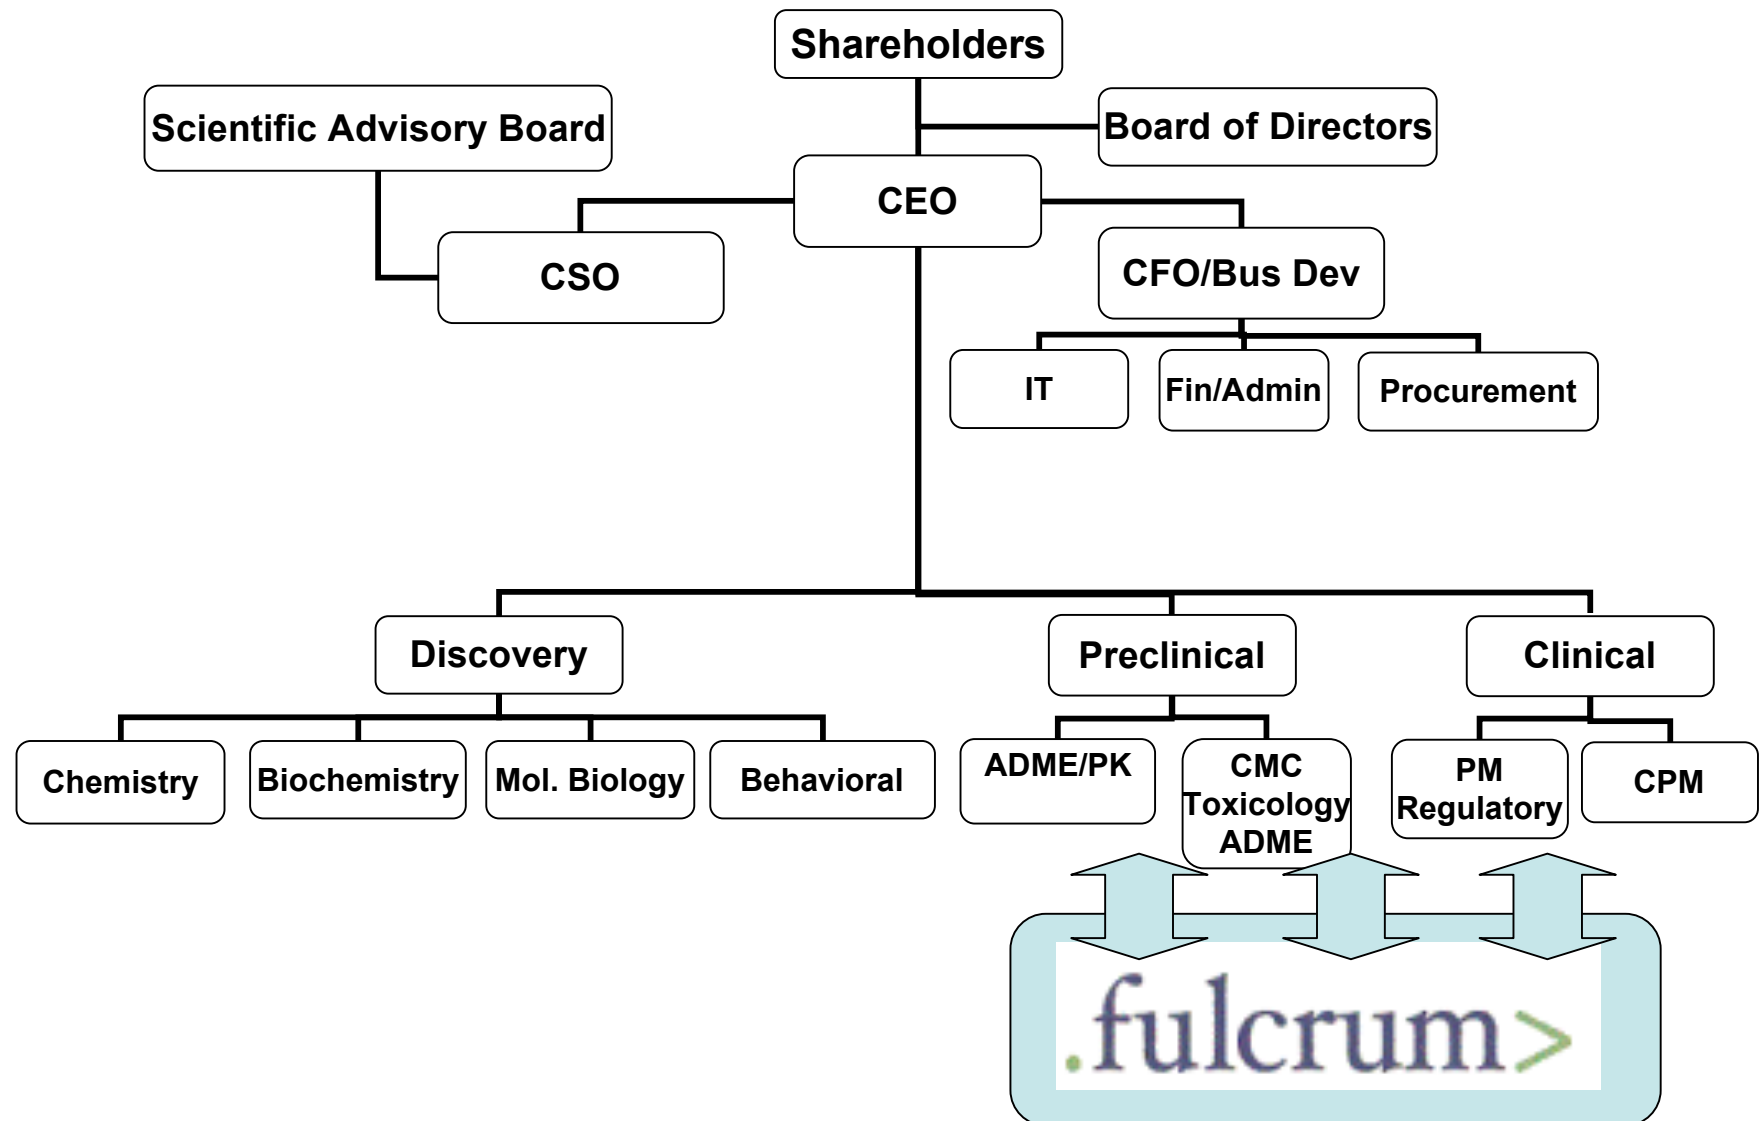 Shareholders
Scientific Advisory Board
Board of Directors
CEO
CSO
CFO/Bus Dev
IT
Fin/Admin
Procurement
Discovery
Preclinical
Clinical
Chemistry
Biochemistry
Mol. Biology
Behavioral
ADME/PK
CMC
Toxicology
ADME
PM
Regulatory
CPM
.fulcrum>